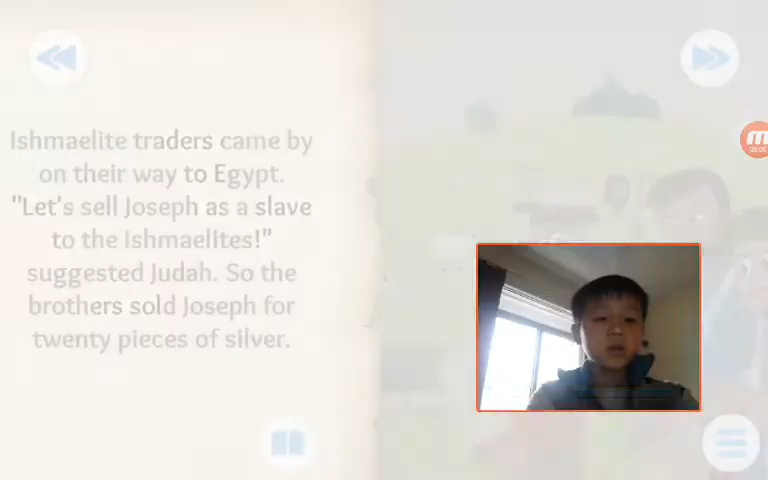 Ishmaelite traders came by
on their way to Egypt.
"Let's sell Joseph as a slave
to the Ishmaelites!"
suggested Judah. So the
brothers sold Joseph for
twenty pieces of silver.